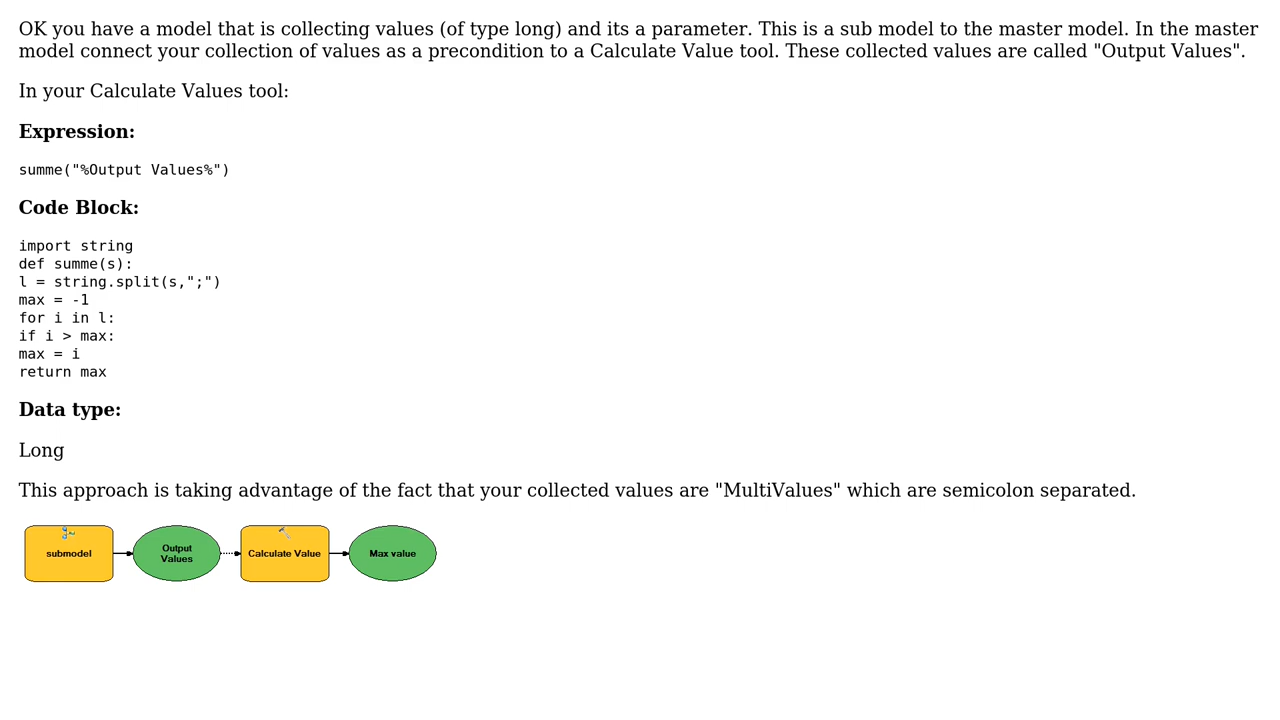 OK you have a model that is collecting values (of type long) and its a parameter. This is a sub model to the master model. In the master
model connect your collection of values as a precondition to a Calculate Value tool. These collected values are called "Output Values".
In your Calculate Values tool:
Expression:
summe("%Output Values%")
Code Block:
import string
def summe(s):
l = string.split(s,";")
max = -1
for i in l:
if i > max:
max = i
return max
Data type:
Long
This approach is taking advantage of the fact that your collected values are "MultiValues" which are semicolon separated.
submodel
Output
Values
Calculate Value
Max value